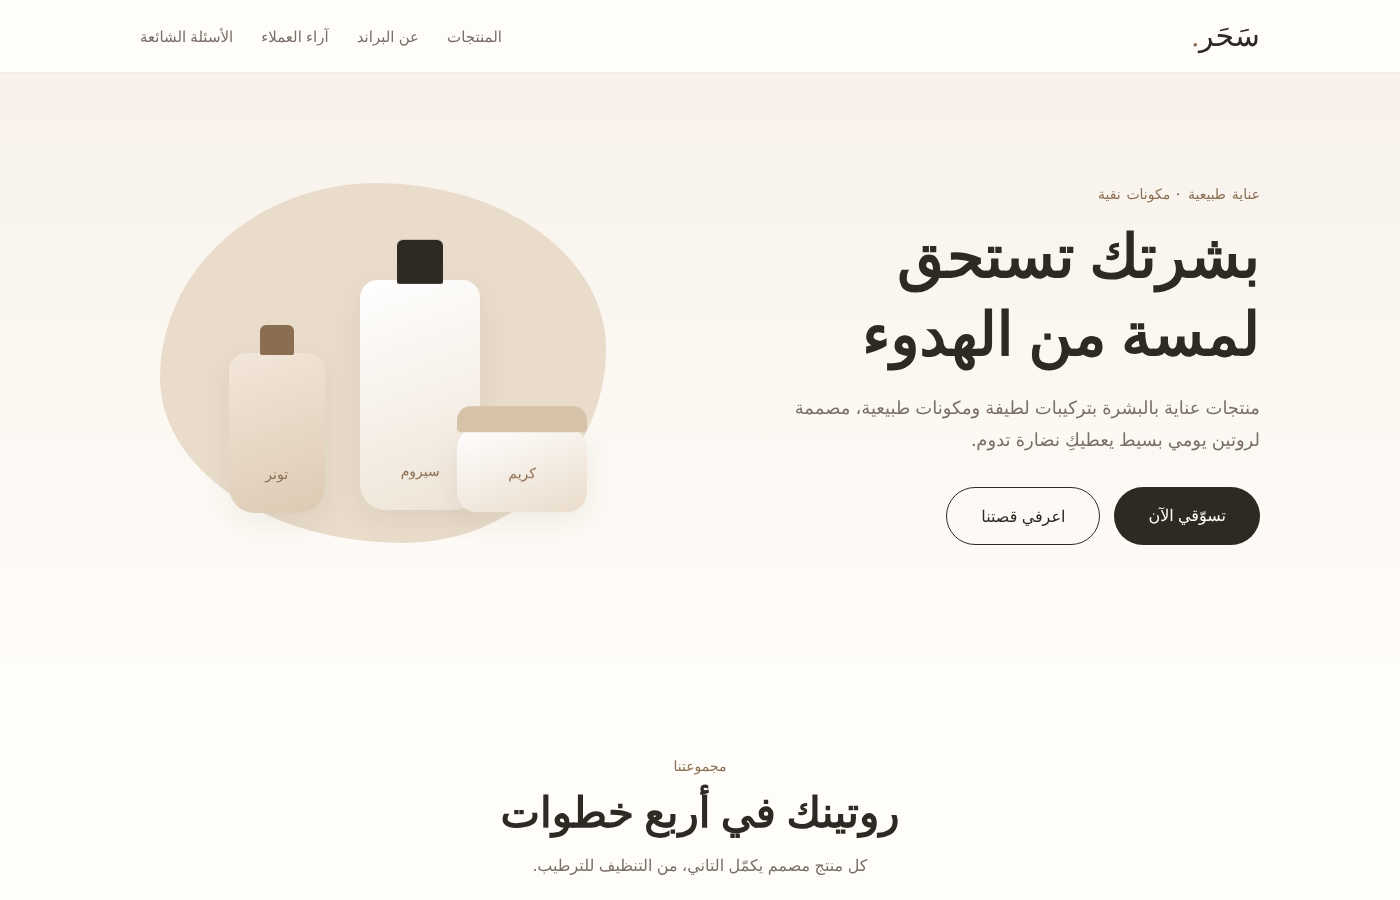 سَحَر.
المنتجات عن البراند آراء العملاء الأسئلة الشائعة
عناية طبيعية · مكونات نقية
بشرتك تستحق
لمسة من الهدوء
منتجات عناية بالبشرة بتركيبات لطيفة ومكونات طبيعية، مصممة
لروتين يومي بسيط يعطيكِ نضارة تدوم.
تسوّقي الآن
اعرفي قصتنا
سيروم
كريم
تونر
مجموعتنا
روتينك في أربع خطوات
كل منتج مصمم يكمّل التاني، من التنظيف للترطيب.